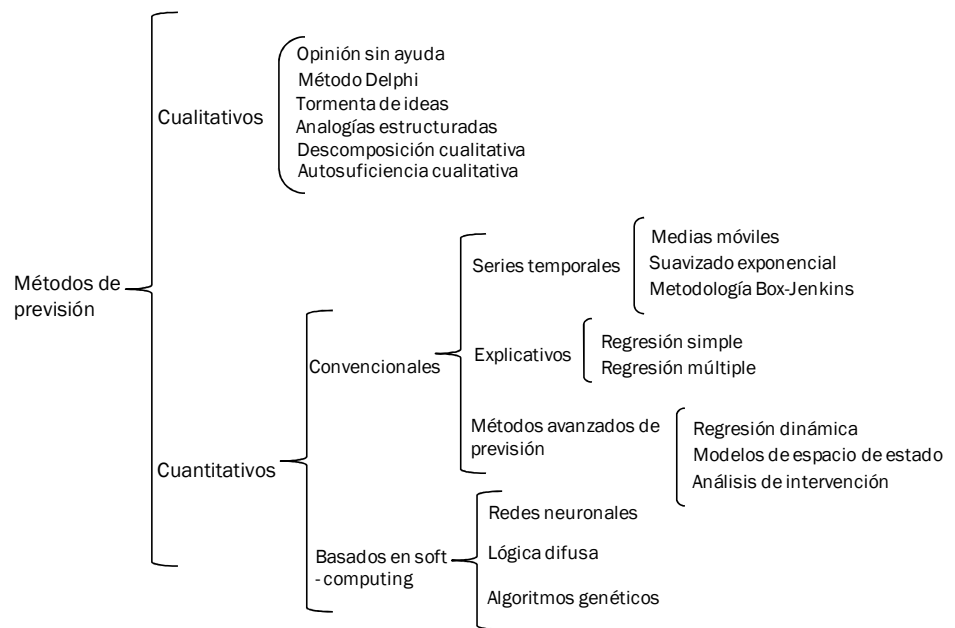 Métodos de
previsión
Cualitativos
Opinión sin ayuda
Método Delphi
Tormenta de ideas
Analogías estructuradas
Descomposición cualitativa
Autosuficiencia cualitativa
Cuantitativos
Convencionales
Series temporales
Medias móviles
Suavizado exponencial
Metodología Box-Jenkins
Explicativos
Regresión simple
Regresión múltiple
Métodos avanzados de
previsión
Regresión dinámica
Modelos de espacio de estado
Análisis de intervención
Basados en soft
- computing
Redes neuronales
Lógica difusa
Algoritmos genéticos